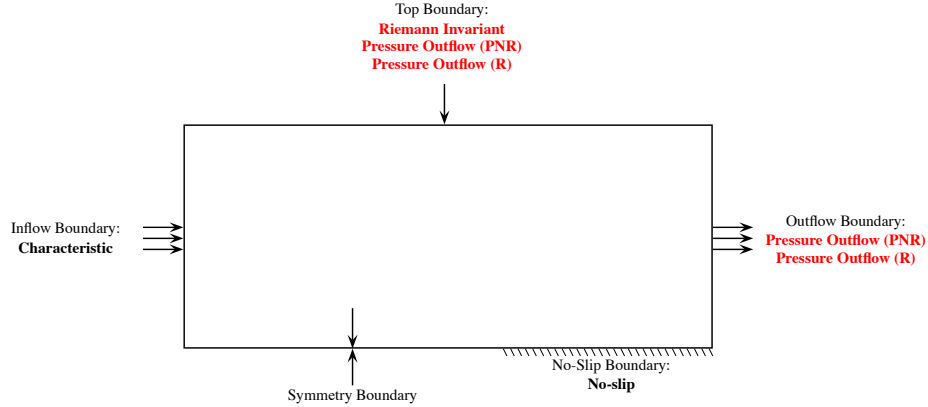 Top Boundary:
Riemann Invariant
Pressure Outflow (PNR)
Pressure Outflow (R)
Inflow Boundary:
Characteristic
Outflow Boundary:
Pressure Outflow (PNR)
Pressure Outflow (R)
No-Slip Boundary:
No-slip
Symmetry Boundary